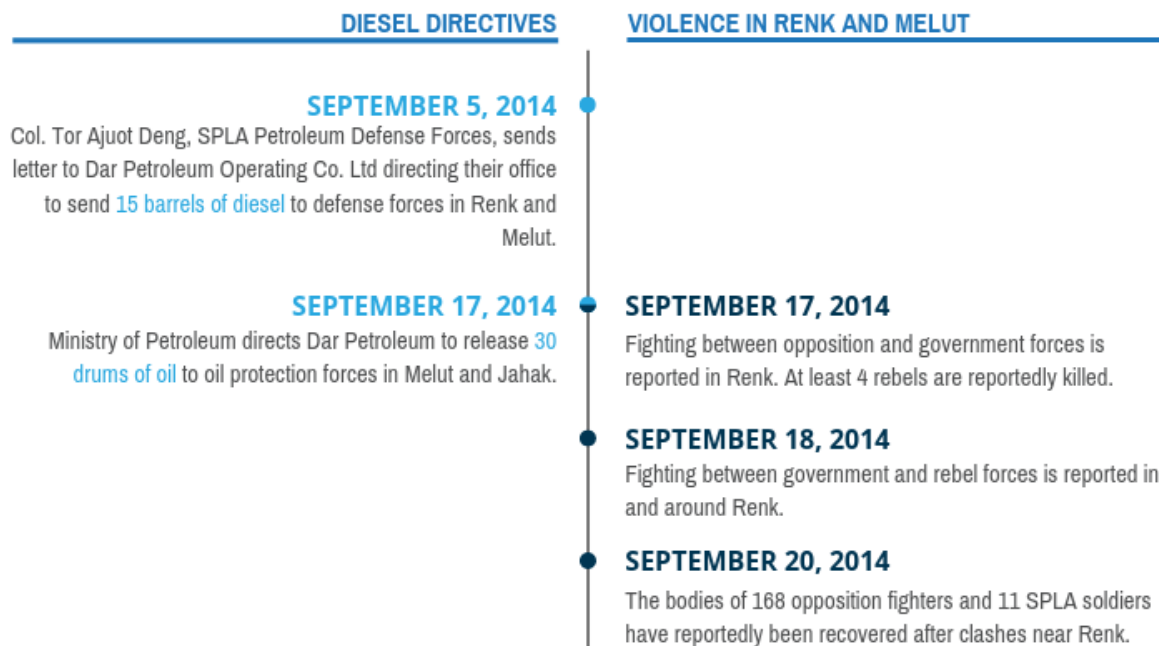 DIESEL DIRECTIVES
VIOLENCE IN RENK AND MELUT
SEPTEMBER 5, 2014
Col. Tor Ajuot Deng, SPLA Petroleum Defense Forces, sends
letter to Dar Petroleum Operating Co. Ltd directing their office
to send 15 barrels of diesel to defense forces in Renk and
Melut.
SEPTEMBER 17, 2014
Ministry of Petroleum directs Dar Petroleum to release 30
drums of oil to oil protection forces in Melut and Jahak.
SEPTEMBER 17, 2014
Fighting between opposition and government forces is
reported in Renk. At least 4 rebels are reportedly killed.
SEPTEMBER 18, 2014
Fighting between government and rebel forces is reported in
and around Renk.
SEPTEMBER 20, 2014
The bodies of 168 opposition fighters and 11 SPLA soldiers
have reportedly been recovered after clashes near Renk.